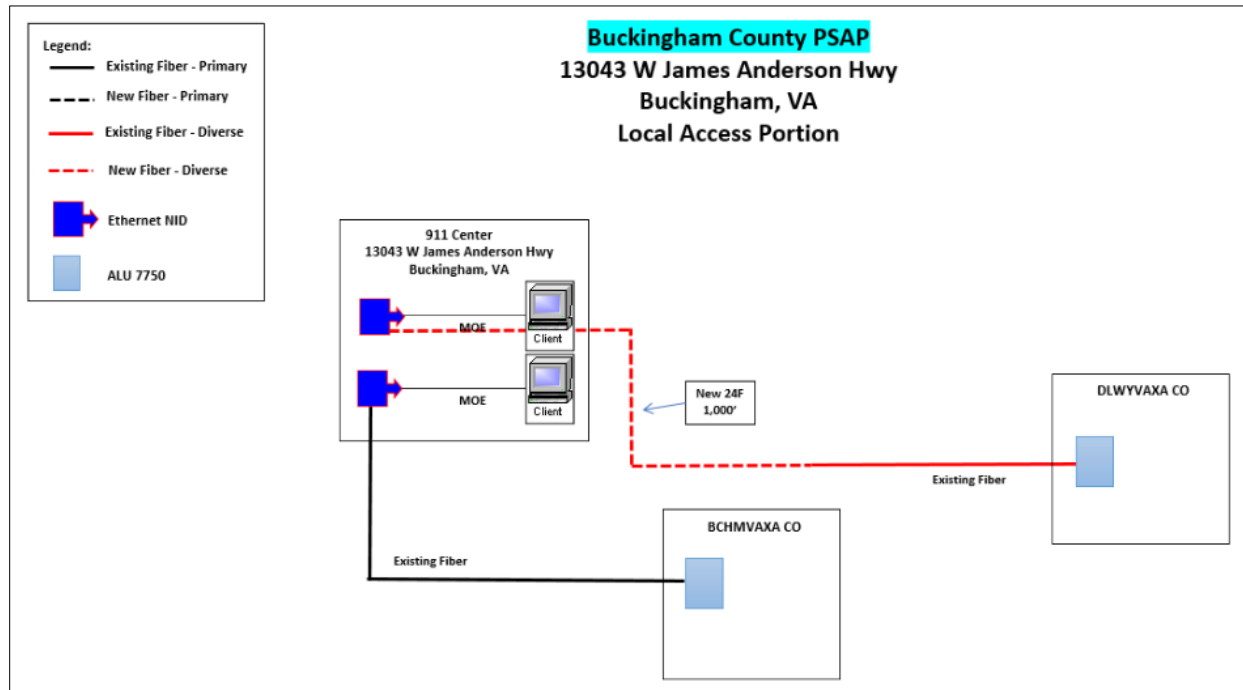 Buckingham County PSAP
13043 W James Anderson Hwy
Buckingham, VA
Local Access Portion
Legend:
Existing Fiber - Primary
New Fiber - Primary
Existing Fiber - Diverse
New Fiber - Diverse
Ethernet NID
ALU 7750
911 Center
13043 W James Anderson Hwy
Buckingham, VA
MOE
Client
MOE
Client
New 24F
1,000'
DLWYVAXA CO
Existing Fiber
BCHMVAXA CO
Existing Fiber